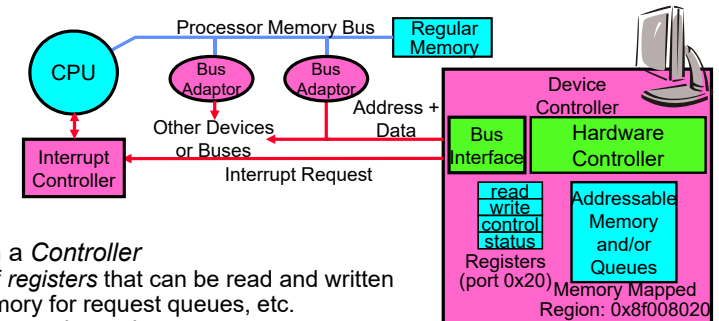 Processor Memory Bus
Regular
Memory
CPU
Bus
Adaptor
Bus
Adaptor
Address +
Data
Other Devices
or Buses
Interrupt
Controller
Interrupt Request
Device
Controller
Bus
Interface
Hardware
Controller
read
write
control
status
Registers
(port 0x20)
Addressable
Memory
and/or
Queues
Memory Mapped
Region: 0x8f008020
a Controller
registers that can be read and written
mory for request queues, etc.